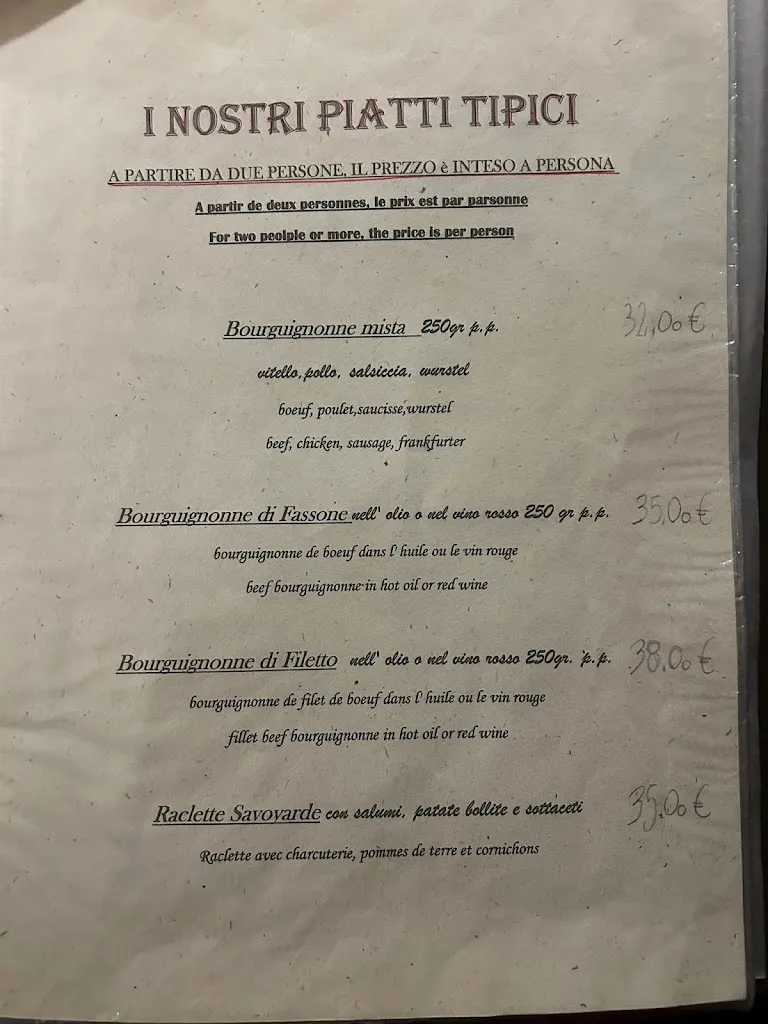 I NOSTRI PIATTI TIPICI
A PARTIRE DA DUE PERSONE, IL PREZZO è INTESO A PERSONA
A partir de deux personnes, le prix est par parsonne
For two peolple or more, the price is per person
Bourguignonne mista 250gr p.p. 32,00 €
vitello, pollo, salsiccia, wurstel
boeuf, poulet,saucisse,wurstel
beef, chicken, sausage, frankfurter
Bourguignonne di Fassone nell' olio o nel vino rosso 250 gr p.p. 35,00 €
bourguignonne de boeuf dans l' huile ou le vin rouge
beef bourguignonne in hot oil or red wine
Bourguignonne di Filetto nell' olio o nel vino rosso 250gr. p.p. 38,00 €
bourguignonne de filet de boeuf dans l' huile ou le vin rouge
fillet beef bourguignonne in hot oil or red wine
Raclette Savoyarde con salumi, patate bollite e sottaceti 35,00 €
Raclette avec charcuterie, pommes de terre et cornichons